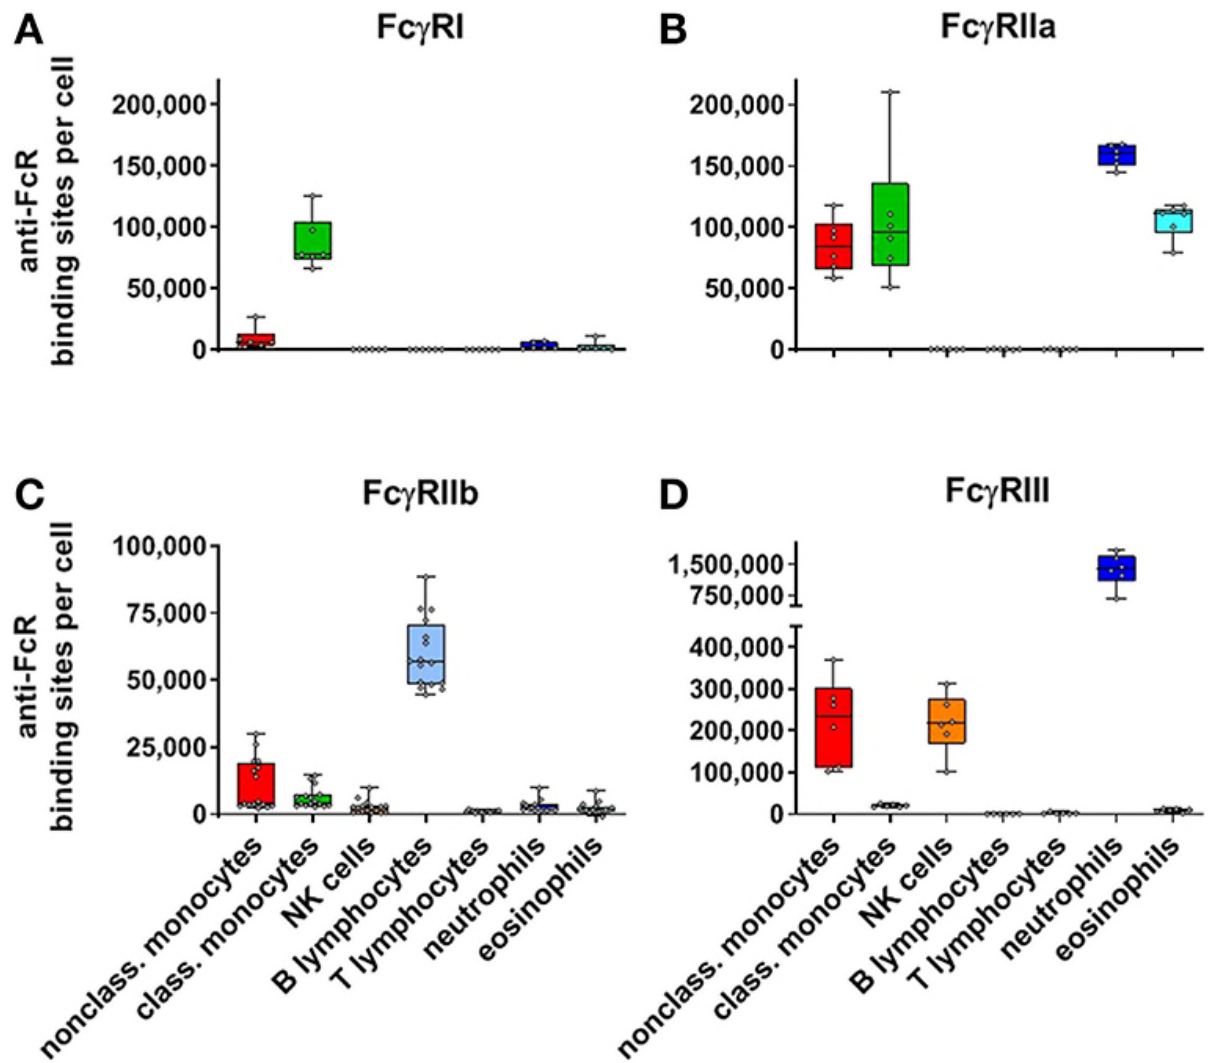 A
FcγRI
anti-FcR
binding sites per cell
200,000
150,000
100,000
50,000
0
B
FcγRIIa
200,000
150,000
100,000
50,000
0
C
FcγRIIb
anti-FcR
binding sites per cell
100,000
75,000
50,000
25,000
0
nonclass. monocytes
class. monocytes
NK cells
B lymphocytes
T lymphocytes
neutrophils
eosinophils
D
FcγRIII
1,500,000
750,000
400,000
300,000
200,000
100,000
0
nonclass. monocytes
class. monocytes
NK cells
B lymphocytes
T lymphocytes
neutrophils
eosinophils